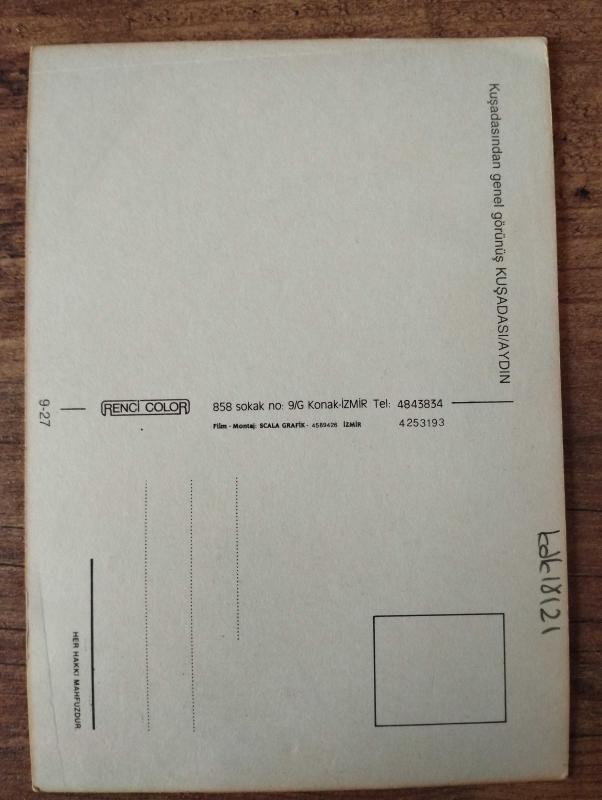 Kuşadasından genel görünüş KUŞADASI/AYDIN
9-27
RENCİ COLOR
858 sokak no: 9/G Konak-İZMİR Tel: 4843834
4253193
Film - Montaj: SCALA GRAFİK - 4589426 İZMİR
HER HAKKI MAHFUZDUR
kdk18121